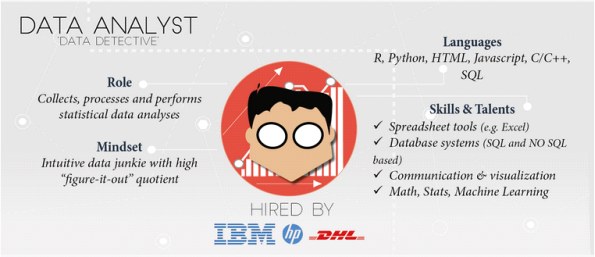 DATA ANALYST
'DATA DETECTIVE'
Role
Collects, processes and performs
statistical data analyses
Mindset
Intuitive data junkie with high
"figure-it-out" quotient
Languages
R, Python, HTML, Javascript, C/C++,
SQL
Skills & Talents
✓ Spreadsheet tools (e.g. Excel)
✓ Database systems (SQL and NO SQL
based)
✓ Communication & visualization
✓ Math, Stats, Machine Learning
HIRED BY
IBM hp DHL